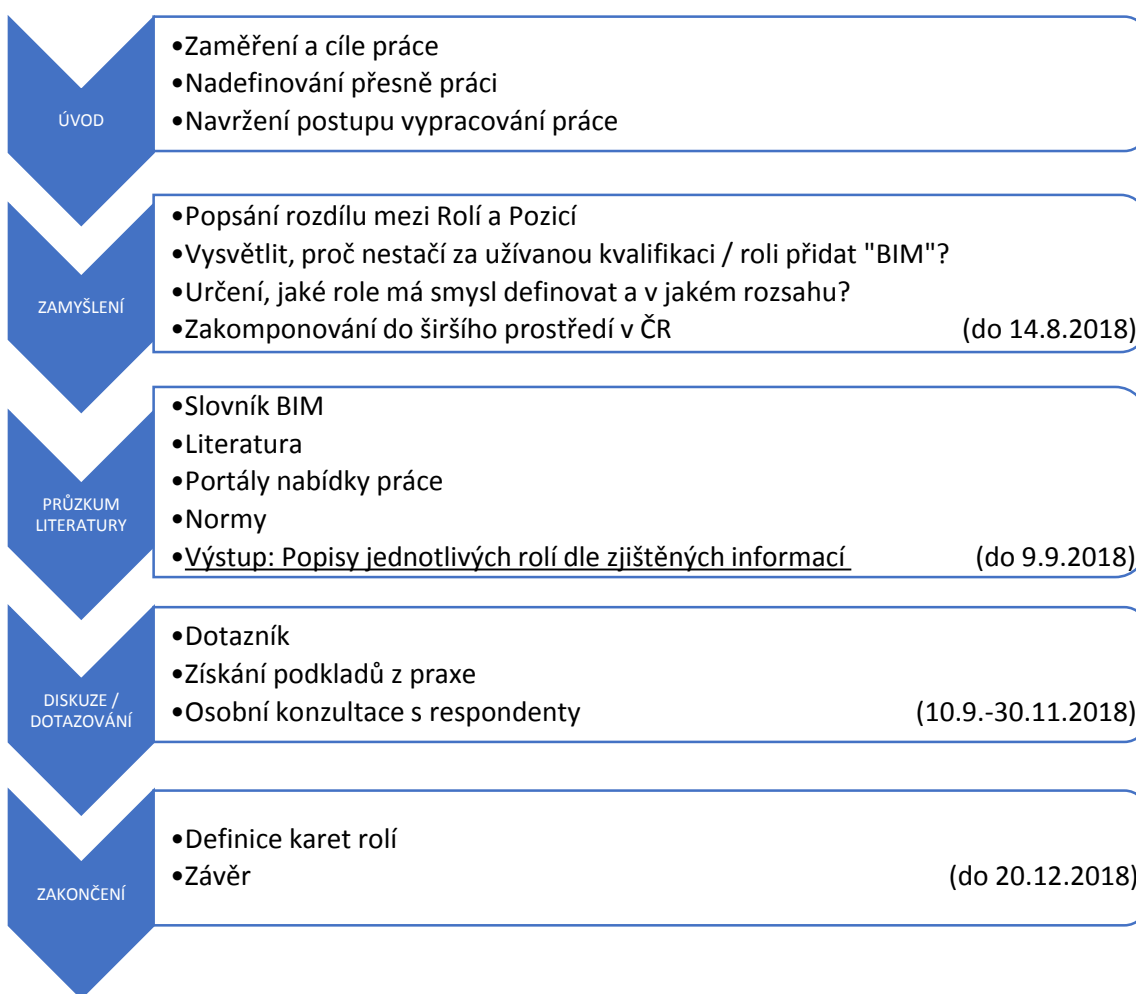 ÚVOD
•Zaměření a cíle práce
•Nadefinování přesně práci
•Navržení postupu vypracování práce
ZAMYŠLENÍ
•Popsání rozdílu mezi Rolí a Pozicí
•Vysvětlit, proč nestačí za užívanou kvalifikaci / roli přidat "BIM"?
•Určení, jaké role má smysl definovat a v jakém rozsahu?
•Zakomponování do širšího prostředí v ČR (do 14.8.2018)
PRŮZKUM
LITERATURY
•Slovník BIM
•Literatura
•Portály nabídky práce
•Normy
•Výstup: Popisy jednotlivých rolí dle zjištěných informací (do 9.9.2018)
DISKUZE /
DOTAZOVÁNÍ
•Dotazník
•Získání podkladů z praxe
•Osobní konzultace s respondenty (10.9.-30.11.2018)
ZAKONČENÍ
•Definice karet rolí
•Závěr (do 20.12.2018)